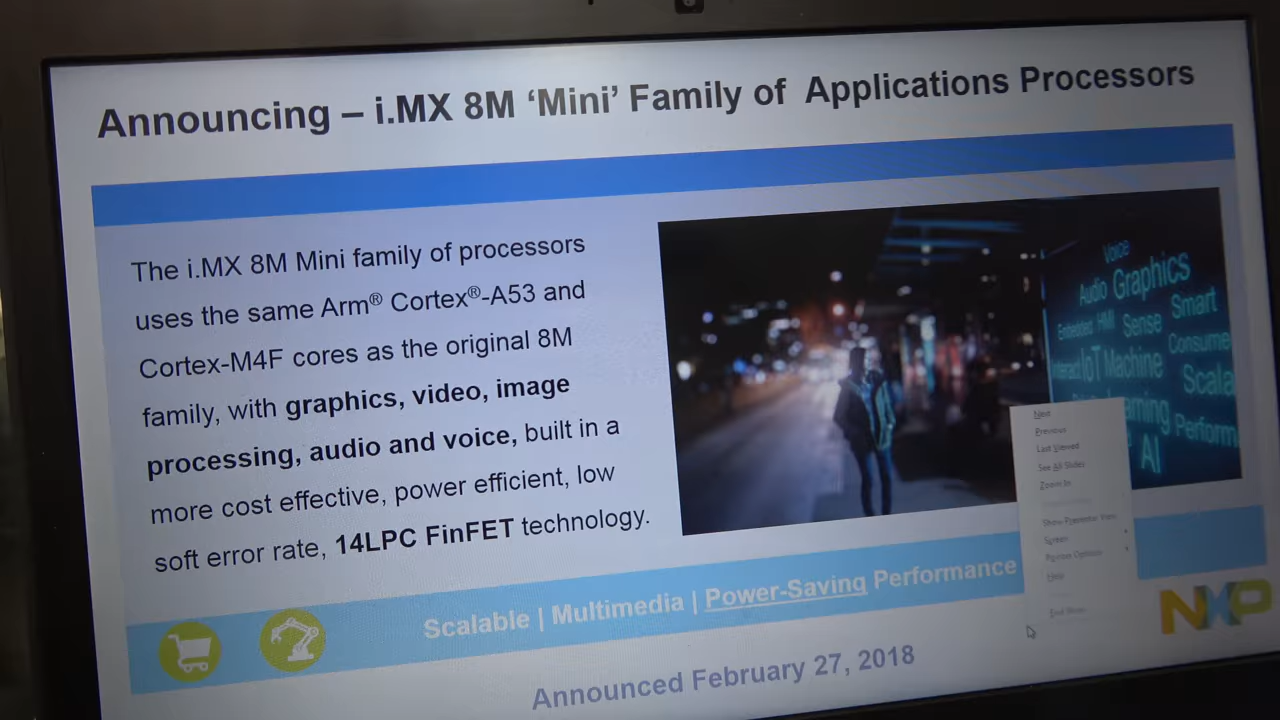 Announcing – i.MX 8M ‘Mini’ Family of Applications Processors
The i.MX 8M Mini family of processors
uses the same Arm® Cortex®-A53 and
Cortex-M4F cores as the original 8M
family, with graphics, video, image
processing, audio and voice, built in a
more cost effective, power efficient, low
soft error rate, 14LPC FinFET technology.
Voice
Audio Graphics
Smart
Embedded HMI Sense
Consume
IoT Machine
Scala
Perform
AI
Next
Previous
Last Viewed
See All Slides
Zoom In
Show Presenter View
Screen
Pointer Options
Help
End Show
Scalable | Multimedia | Power-Saving Performance
NXP
Announced February 27, 2018